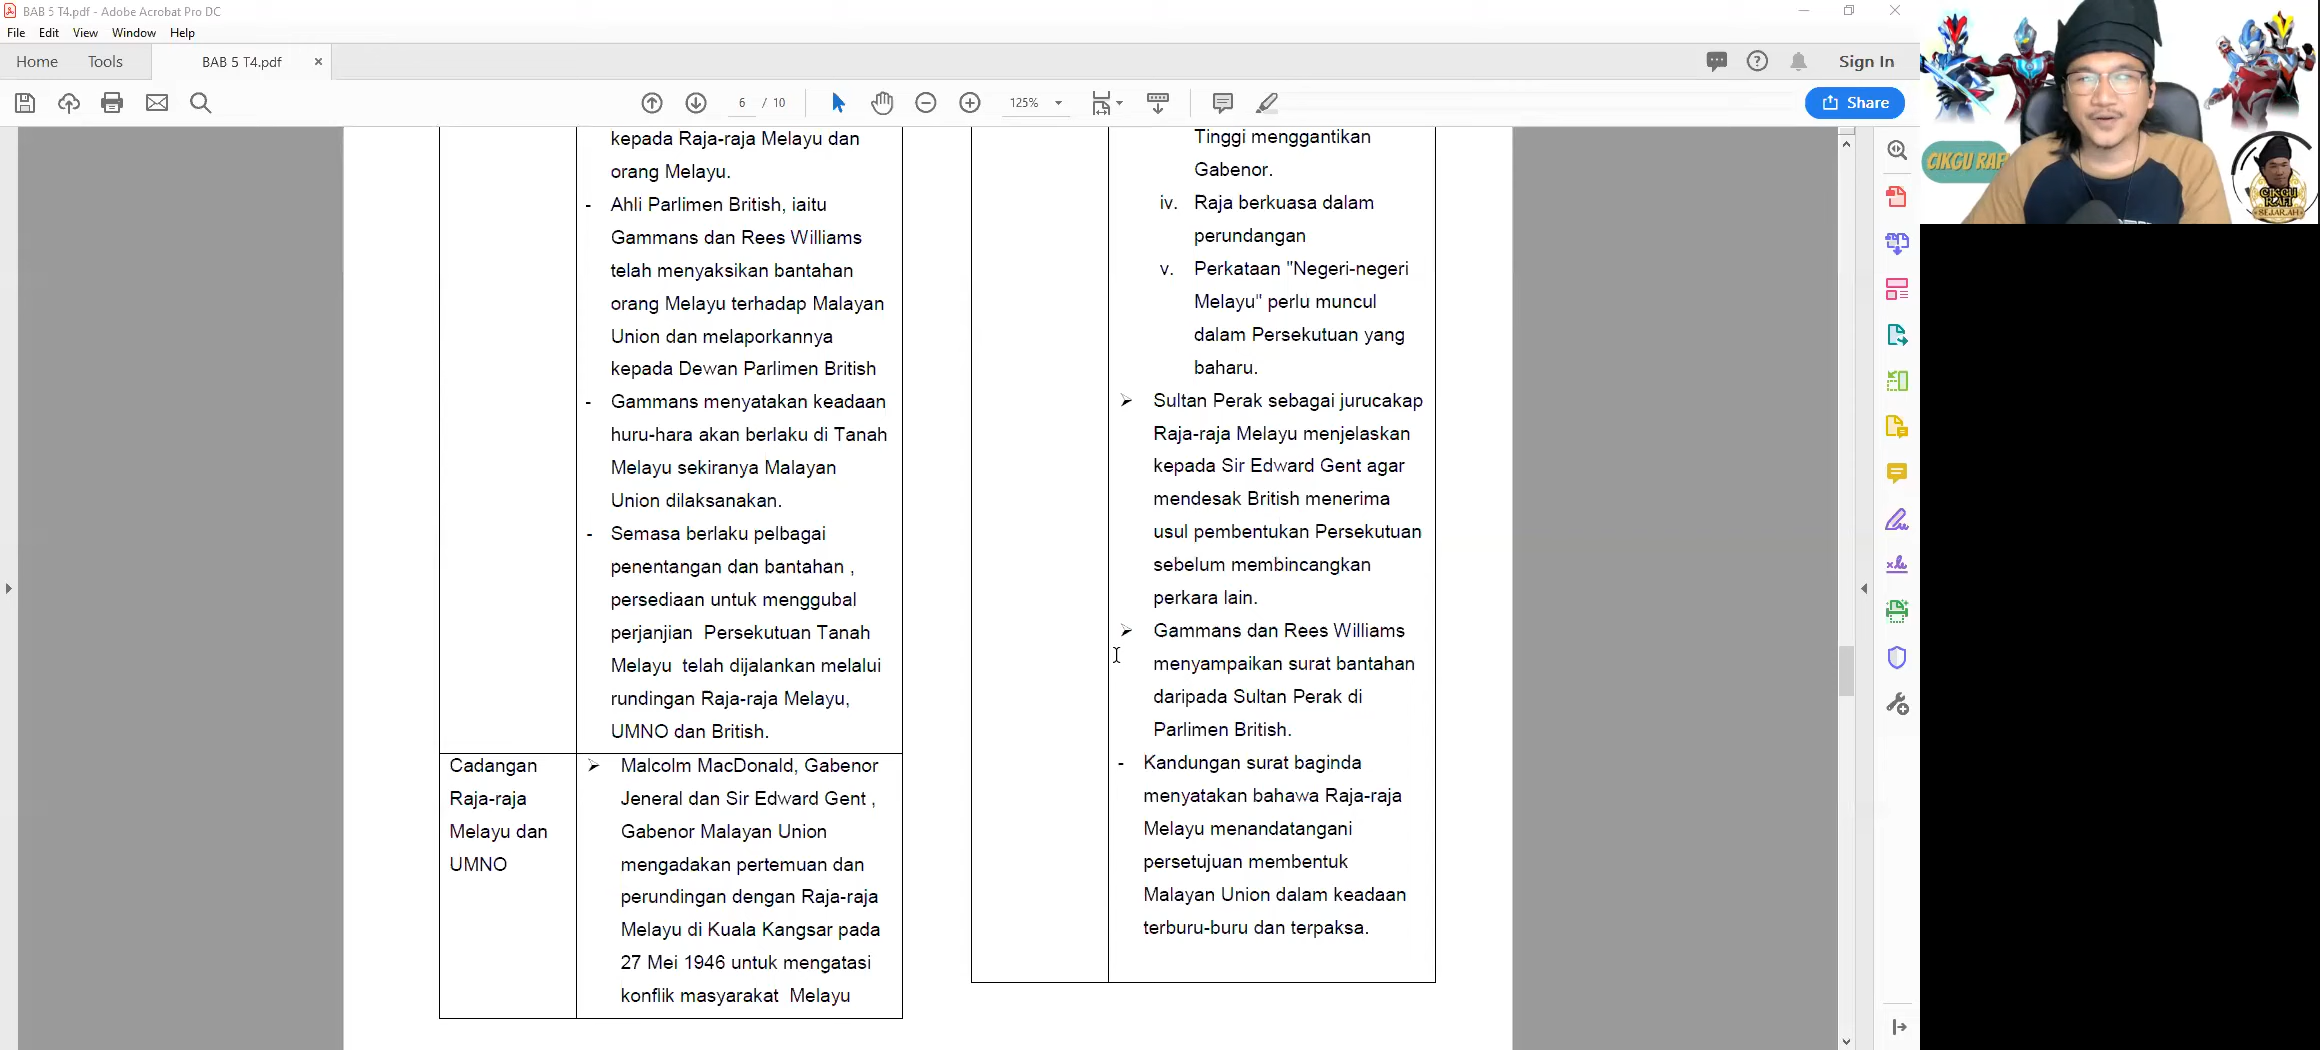 BAB 5 T4.pdf - Adobe Acrobat Pro DC
File Edit View Window Help
Home Tools BAB 5 T4.pdf × Sign In
6 / 10 125% Share
kepada Raja-raja Melayu dan
orang Melayu.
- Ahli Parlimen British, iaitu
Gammans dan Rees Williams
telah menyaksikan bantahan
orang Melayu terhadap Malayan
Union dan melaporkannya
kepada Dewan Parlimen British
- Gammans menyatakan keadaan
huru-hara akan berlaku di Tanah
Melayu sekiranya Malayan
Union dilaksanakan.
- Semasa berlaku pelbagai
penentangan dan bantahan ,
persediaan untuk menggubal
perjanjian Persekutuan Tanah
Melayu telah dijalankan melalui
rundingan Raja-raja Melayu,
UMNO dan British.
Cadangan
Raja-raja
Melayu dan
UMNO
➢ Malcolm MacDonald, Gabenor
Jeneral dan Sir Edward Gent ,
Gabenor Malayan Union
mengadakan pertemuan dan
perundingan dengan Raja-raja
Melayu di Kuala Kangsar pada
27 Mei 1946 untuk mengatasi
konflik masyarakat Melayu
Tinggi menggantikan
Gabenor.
iv. Raja berkuasa dalam
perundangan
v. Perkataan "Negeri-negeri
Melayu" perlu muncul
dalam Persekutuan yang
baharu.
➢ Sultan Perak sebagai jurucakap
Raja-raja Melayu menjelaskan
kepada Sir Edward Gent agar
mendesak British menerima
usul pembentukan Persekutuan
sebelum membincangkan
perkara lain.
➢ Gammans dan Rees Williams
menyampaikan surat bantahan
daripada Sultan Perak di
Parlimen British.
- Kandungan surat baginda
menyatakan bahawa Raja-raja
Melayu menandatangani
persetujuan membentuk
Malayan Union dalam keadaan
terburu-buru dan terpaksa.
CIKGU RAFI
CIKGU
RAFI
SEJARAH